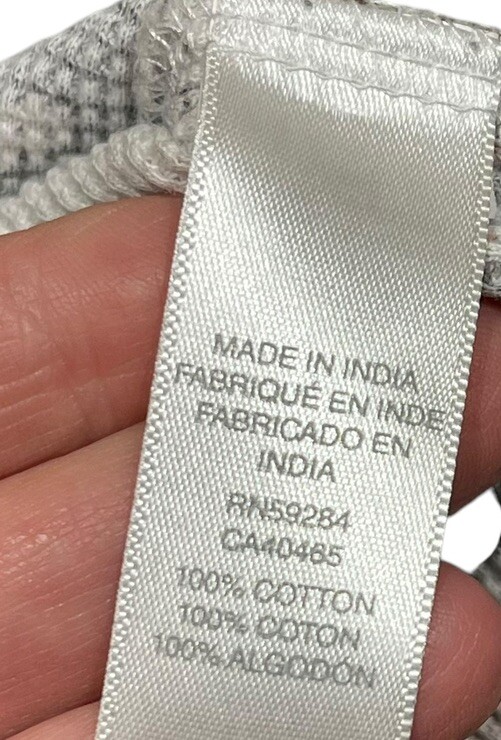 MADE IN INDIA
FABRIQUÉ EN INDE
FABRICADO EN
INDIA
RN59284
CA40465
100% COTTON
100% COTON
100% ALGODÓN